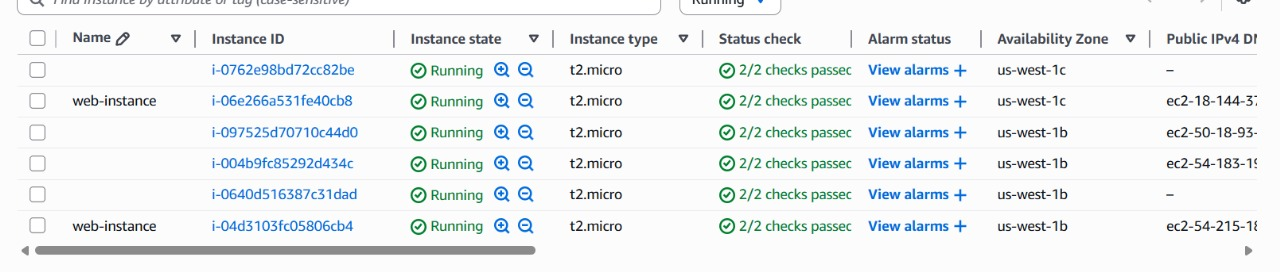 Find Instance by attribute or tag (case-sensitive) Running
Name Instance ID Instance state Instance type Status check Alarm status Availability Zone Public IPv4 DN
i-0762e98bd72cc82be Running t2.micro 2/2 checks passec View alarms + us-west-1c –
web-instance i-06e266a531fe40cb8 Running t2.micro 2/2 checks passec View alarms + us-west-1c ec2-18-144-37
i-097525d70710c44d0 Running t2.micro 2/2 checks passec View alarms + us-west-1b ec2-50-18-93-
i-004b9fc85292d434c Running t2.micro 2/2 checks passec View alarms + us-west-1b ec2-54-183-19
i-0640d516387c31dad Running t2.micro 2/2 checks passec View alarms + us-west-1b –
web-instance i-04d3103fc05806cb4 Running t2.micro 2/2 checks passec View alarms + us-west-1b ec2-54-215-18